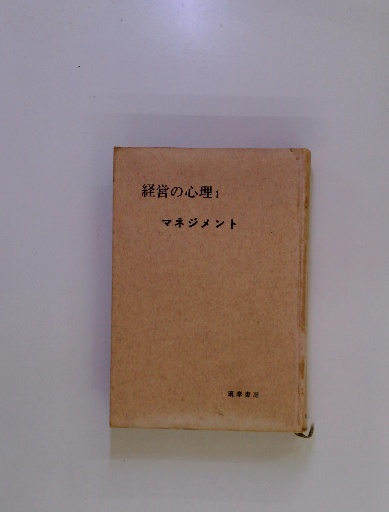 経営の心理1
マネジメント
筑摩書房